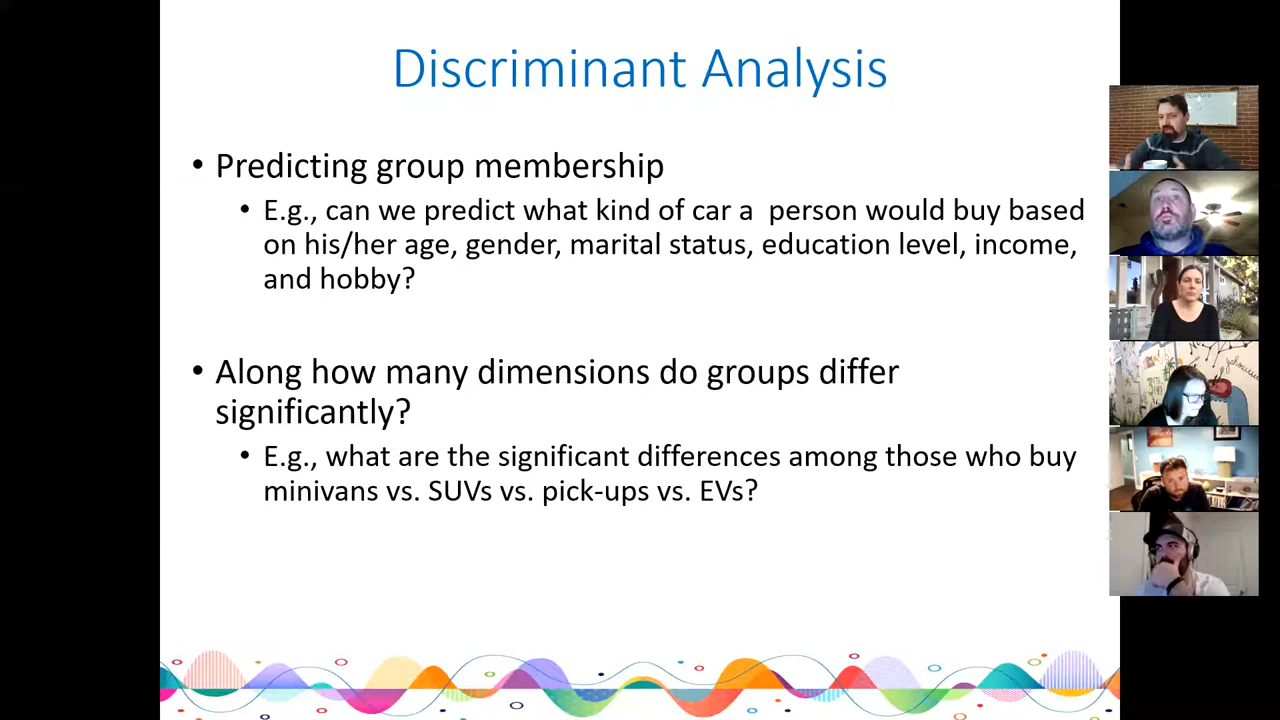 Discriminant Analysis
• Predicting group membership
• E.g., can we predict what kind of car a  person would buy based
on his/her age, gender, marital status, education level, income,
and hobby?
• Along how many dimensions do groups differ
significantly?
• E.g., what are the significant differences among those who buy
minivans vs. SUVs vs. pick-ups vs. EVs?